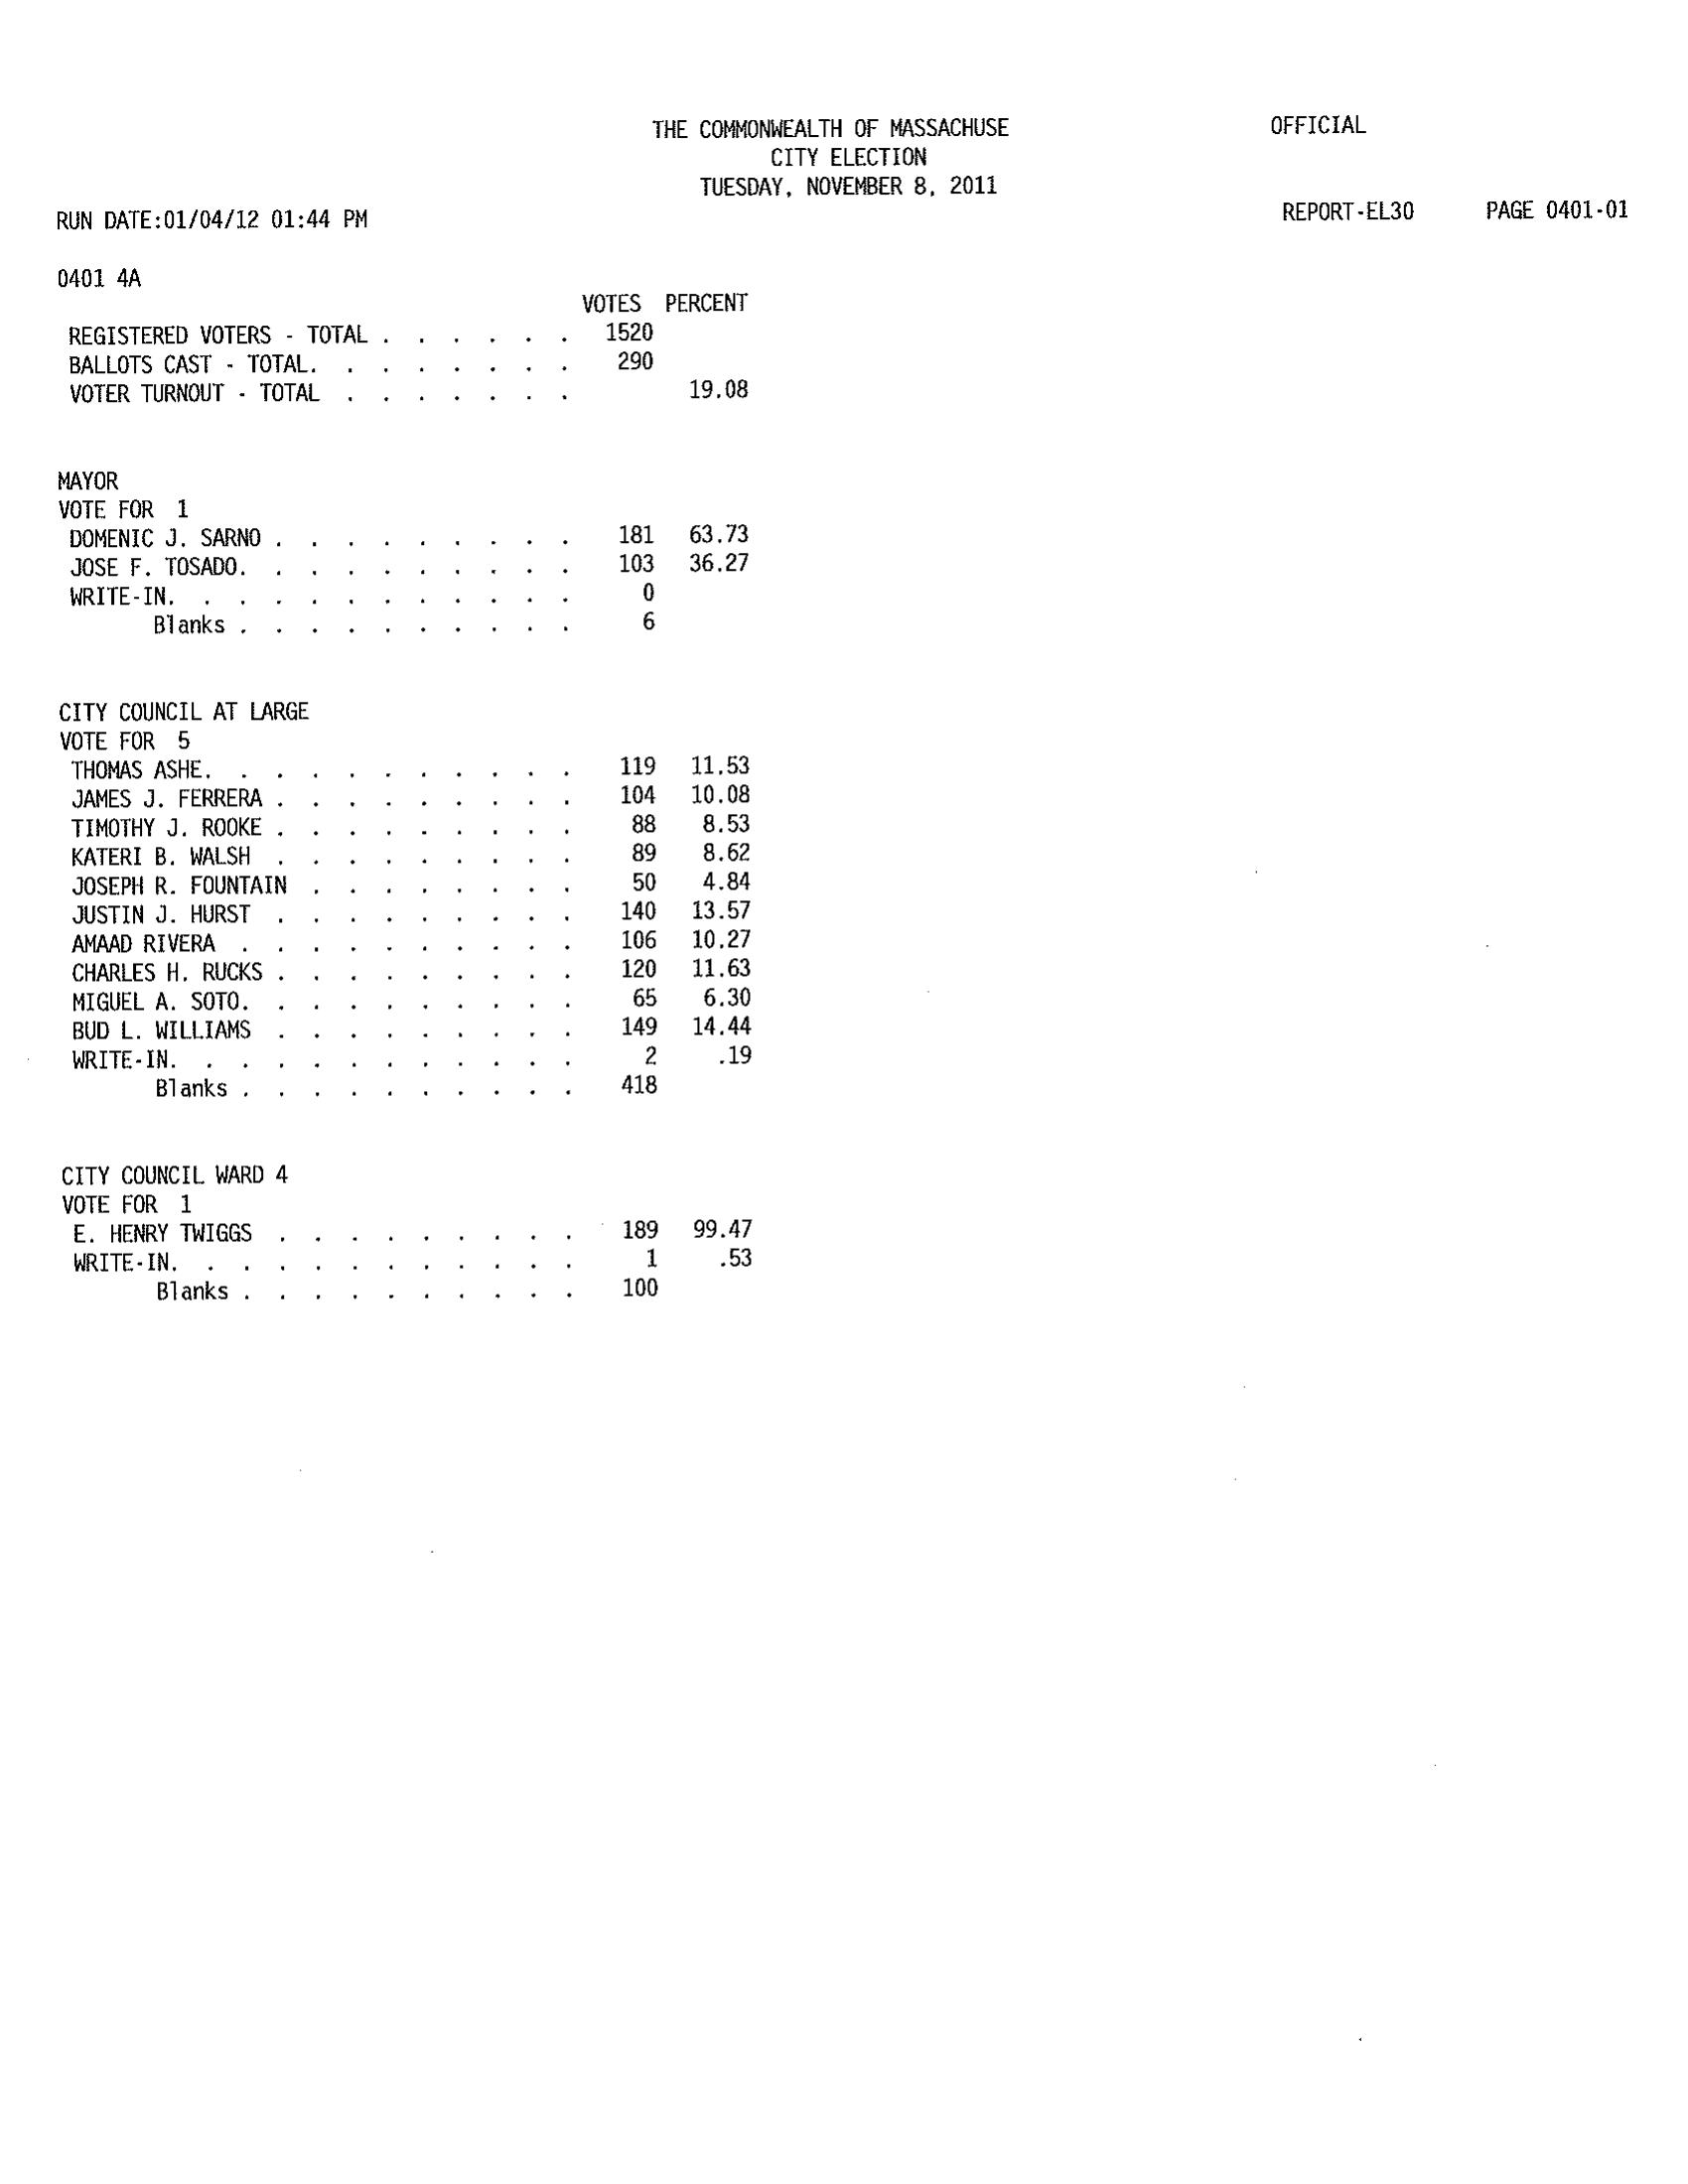 THE COMMONWEALTH OF MASSACHUSE OFFICIAL
CITY ELECTION
TUESDAY, NOVEMBER 8, 2011
RUN DATE:01/04/12 01:44 PM REPORT-EL30 PAGE 0401-01
0401 4A
VOTES PERCENT
REGISTERED VOTERS - TOTAL . . . . . . 1520
BALLOTS CAST - TOTAL. . . . . . . . 290
VOTER TURNOUT - TOTAL . . . . . . . 19.08
MAYOR
VOTE FOR 1
DOMENIC J. SARNO . . . . . . . . . 181 63.73
JOSE F. TOSADO. . . . . . . . . . 103 36.27
WRITE-IN. . . . . . . . . . . . 0
Blanks . . . . . . . . . . 6
CITY COUNCIL AT LARGE
VOTE FOR 5
THOMAS ASHE. . . . . . . . . . . 119 11.53
JAMES J. FERRERA . . . . . . . . . 104 10.08
TIMOTHY J. ROOKE . . . . . . . . . 88 8.53
KATERI B. WALSH . . . . . . . . . 89 8.62
JOSEPH R. FOUNTAIN . . . . . . . . 50 4.84
JUSTIN J. HURST . . . . . . . . . 140 13.57
AMAAD RIVERA . . . . . . . . . . 106 10.27
CHARLES H. RUCKS . . . . . . . . . 120 11.63
MIGUEL A. SOTO. . . . . . . . . . 65 6.30
BUD L. WILLIAMS . . . . . . . . . 149 14.44
WRITE-IN. . . . . . . . . . . . 2 .19
Blanks . . . . . . . . . . 418
CITY COUNCIL WARD 4
VOTE FOR 1
E. HENRY TWIGGS . . . . . . . . . 189 99.47
WRITE-IN. . . . . . . . . . . . 1 .53
Blanks . . . . . . . . . . 100